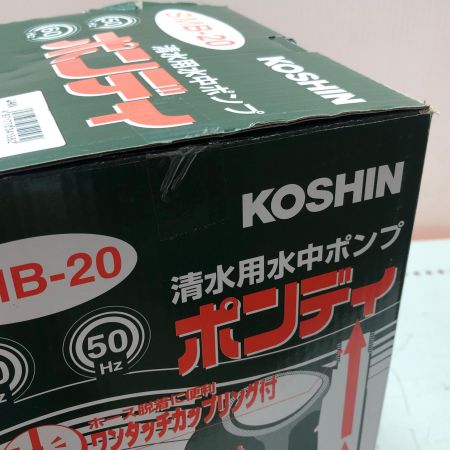 SMB-20
KOSHIN
清水用水中ポンプ
ポンディ
60
KOSHIN
清水用水中ポンプ
ポンディ
50
Hz
ホース脱着に便利
ワンタッチカップリング付